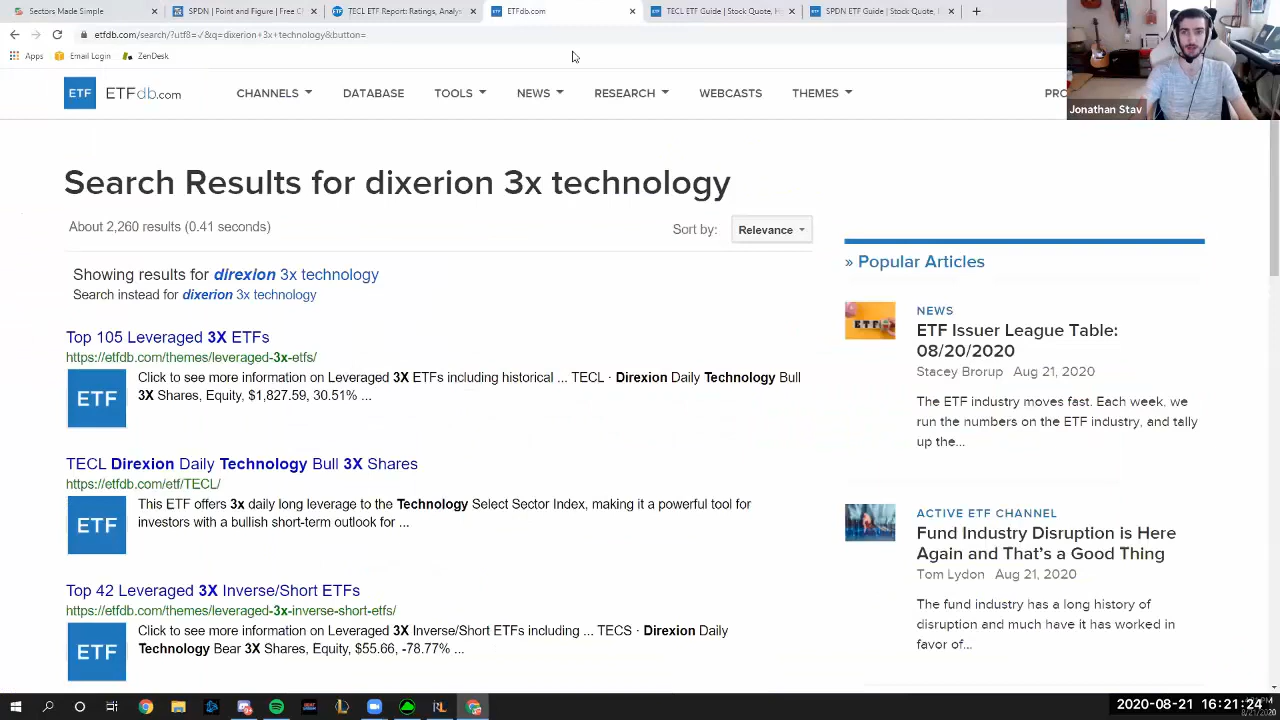 Sectors Made
SPDN | Point and Figure | Free C
TECL ETF Report: Ratings, Analys
ETFdb.com
TECL ETF Guide | Stock Quote, H
SPDN ETF Guide | Stock Quote,
etfdb.com/search/?utf8=✓&q=dixerion+3x+technology&button=
Apps
Email Login
ZenDesk
Jonathan Stav
ETF
ETFdb.com
CHANNELS
DATABASE
TOOLS
NEWS
RESEARCH
WEBCASTS
THEMES
PRO
Search Results for dixerion 3x technology
About 2,260 results (0.41 seconds)
Sort by:
Relevance
Showing results for direxion 3x technology
Search instead for dixerion 3x technology
Top 105 Leveraged 3X ETFs
https://etfdb.com/themes/leveraged-3x-etfs/
ETF
Click to see more information on Leveraged 3X ETFs including historical ... TECL · Direxion Daily Technology Bull
3X Shares, Equity, $1,827.59, 30.51% ...
TECL Direxion Daily Technology Bull 3X Shares
https://etfdb.com/etf/TECL/
ETF
This ETF offers 3x daily long leverage to the Technology Select Sector Index, making it a powerful tool for
investors with a bullish short-term outlook for ...
Top 42 Leveraged 3X Inverse/Short ETFs
https://etfdb.com/themes/leveraged-3x-inverse-short-etfs/
ETF
Click to see more information on Leveraged 3X Inverse/Short ETFs including ... TECS · Direxion Daily
Technology Bear 3X Shares, Equity, $55.66, -78.77% ...
» Popular Articles
NEWS
ETF Issuer League Table:
08/20/2020
Stacey Brorup Aug 21, 2020
The ETF industry moves fast. Each week, we
run the numbers on the ETF industry, and tally
up the...
ACTIVE ETF CHANNEL
Fund Industry Disruption is Here
Again and That's a Good Thing
Tom Lydon Aug 21, 2020
The fund industry has a long history of
disruption and much have it has worked in
favor of...
2020-08-21 16:21:24